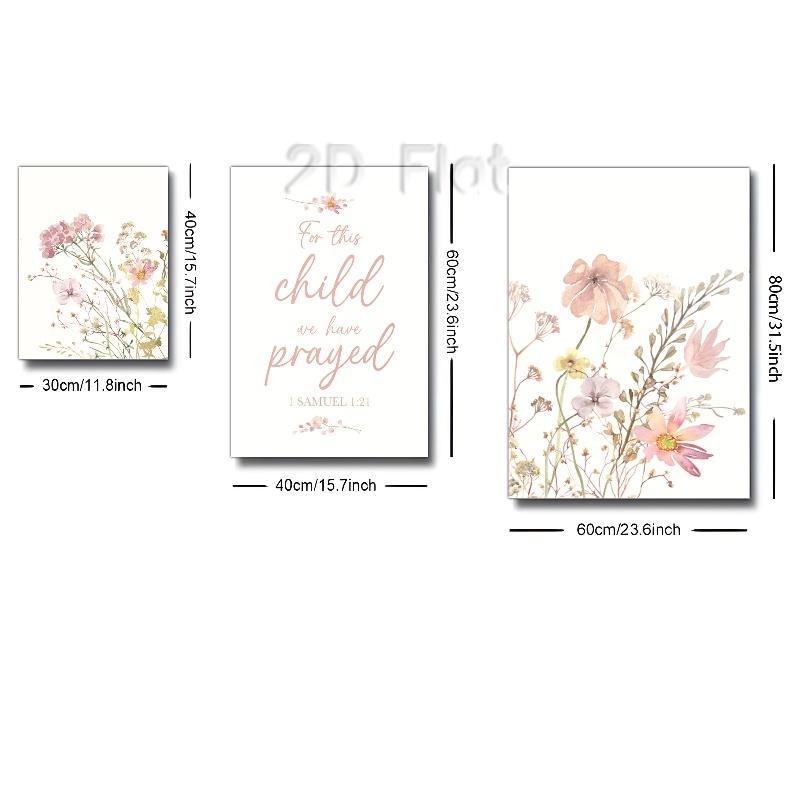 2D Flat
For this
child
we have
prayed
1 SAMUEL 1:21
40cm/15.7inch
30cm/11.8inch
60cm/23.6inch
40cm/15.7inch
80cm/31.5inch
60cm/23.6inch